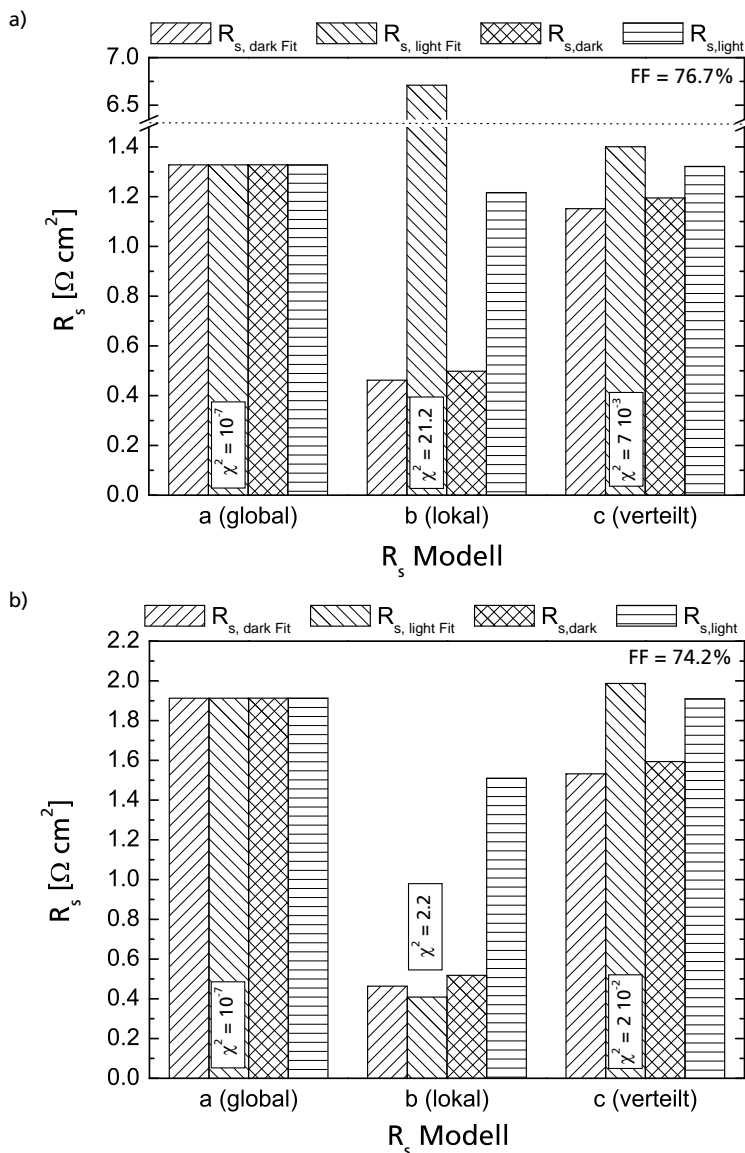 a)
R_s, dark Fit R_s, light Fit R_s,dark R_s,light
FF = 76.7%
7.0
6.5
1.4
1.2
1.0
0.8
0.6
0.4
0.2
0.0
R_s [Ω cm²]
χ² = 10⁻⁷
χ² = 21.2
χ² = 7 10⁻³
a (global) b (lokal) c (verteilt)
R_s Modell
b)
R_s, dark Fit R_s, light Fit R_s,dark R_s,light
FF = 74.2%
2.2
2.0
1.8
1.6
1.4
1.2
1.0
0.8
0.6
0.4
0.2
0.0
R_s [Ω cm²]
χ² = 10⁻⁷
χ² = 2.2
χ² = 2 10⁻²
a (global) b (lokal) c (verteilt)
R_s Modell